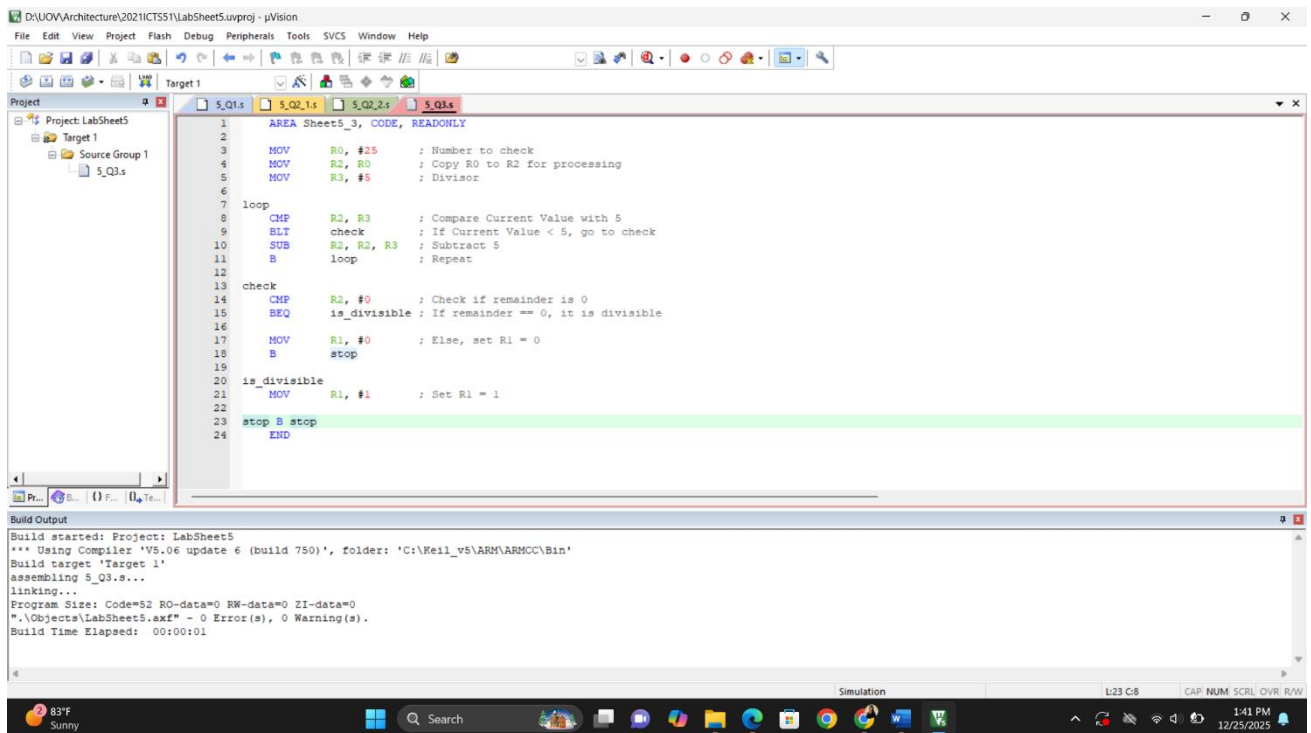 D:\UOV\Architecture\2021ICTS51\LabSheet5.uvproj - µVision
File Edit View Project Flash Debug Peripherals Tools SVCS Window Help
Target 1
Project
Project: LabSheet5
Target 1
Source Group 1
5_Q3.s
Pr... B... {} F... Te...
5_Q1.s 5_Q2_1.s 5_Q2_2.s 5_Q3.s
1 AREA Sheet5_3, CODE, READONLY
2
3 MOV R0, #25 ; Number to check
4 MOV R2, R0 ; Copy R0 to R2 for processing
5 MOV R3, #5 ; Divisor
6
7 loop
8 CMP R2, R3 ; Compare Current Value with 5
9 BLT check ; If Current Value < 5, go to check
10 SUB R2, R2, R3 ; Subtract 5
11 B loop ; Repeat
12
13 check
14 CMP R2, #0 ; Check if remainder is 0
15 BEQ is_divisible ; If remainder == 0, it is divisible
16
17 MOV R1, #0 ; Else, set R1 = 0
18 B stop
19
20 is_divisible
21 MOV R1, #1 ; Set R1 = 1
22
23 stop B stop
24 END
Build Output
Build started: Project: LabSheet5
*** Using Compiler 'V5.06 update 6 (build 750)', folder: 'C:\Keil_v5\ARM\ARMCC\Bin'
Build target 'Target 1'
assembling 5_Q3.s...
linking...
Program Size: Code=52 RO-data=0 RW-data=0 ZI-data=0
".\Objects\LabSheet5.axf" - 0 Error(s), 0 Warning(s).
Build Time Elapsed: 00:00:01
Simulation L:23 C:8 CAP NUM SCRL OVR R/W
2 83°F
Sunny
Search
1:41 PM
12/25/2025